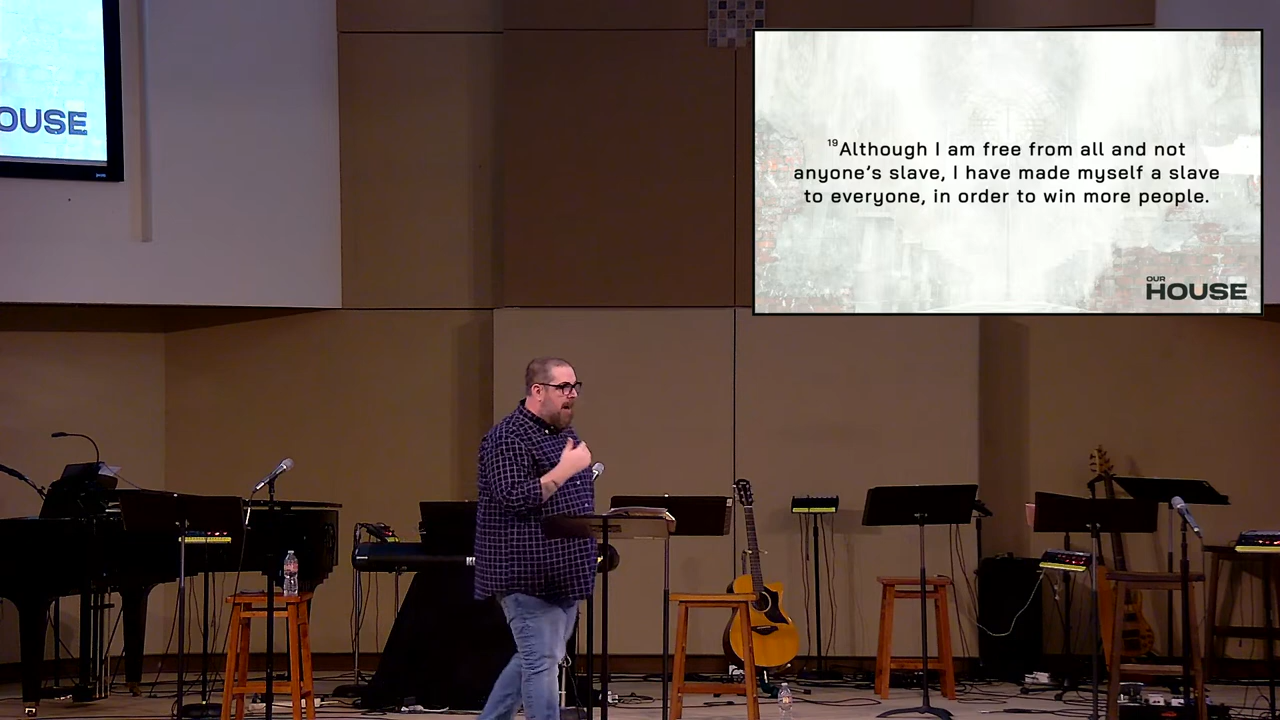 OUSE
¹⁹Although I am free from all and not
anyone's slave, I have made myself a slave
to everyone, in order to win more people.
OUR
HOUSE